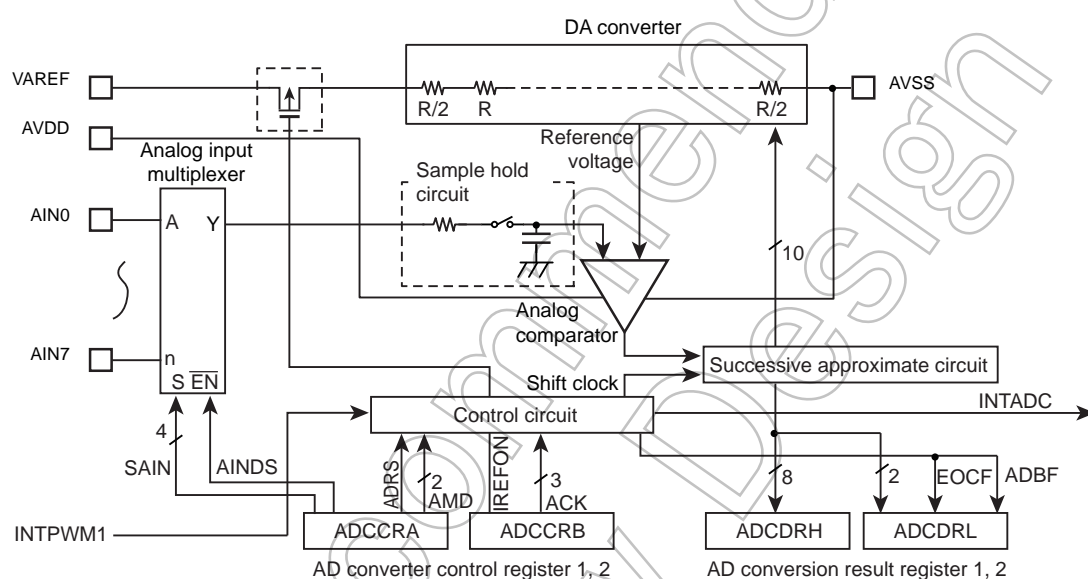 DA converter
VAREF
AVSS
R/2
R
R/2
AVDD
Reference
voltage
Analog input
multiplexer
Sample hold
circuit
AIN0
A
Y
10
Analog
comparator
AIN7
n
S
EN
Successive approximate circuit
Shift clock
Control circuit
INTADC
4
SAIN
AINDS
ADRS
2
AMD
IREFON
3
ACK
8
2
EOCF
ADBF
INTPWM1
ADCCRA
ADCCRB
ADCDRH
ADCDRL
AD converter control register 1, 2
AD conversion result register 1, 2